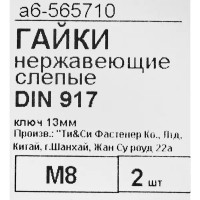 а6-565710
ГАЙКИ
нержавеющие
слепые
DIN 917
ключ 13мм
Произв.: "Ти&Си Фастенер Ко., Лтд,
Китай, г.Шанхай, Жан Су роуд 22а
М8
2 шт